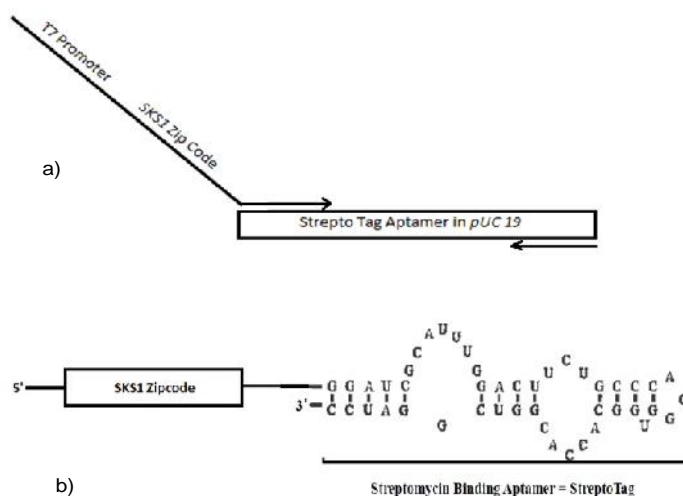 T7 Promoter
SKS1 Zip Code
a)
Strepto Tag Aptamer in pUC 19
5'
SKS1 Zipcode
3'
G G A U C G C A U U U G G A C U U C U G C C C A
C C U A G G C U G G C A C C A C G G G U G
b)
Streptomycin Binding Aptamer = StreptoTag